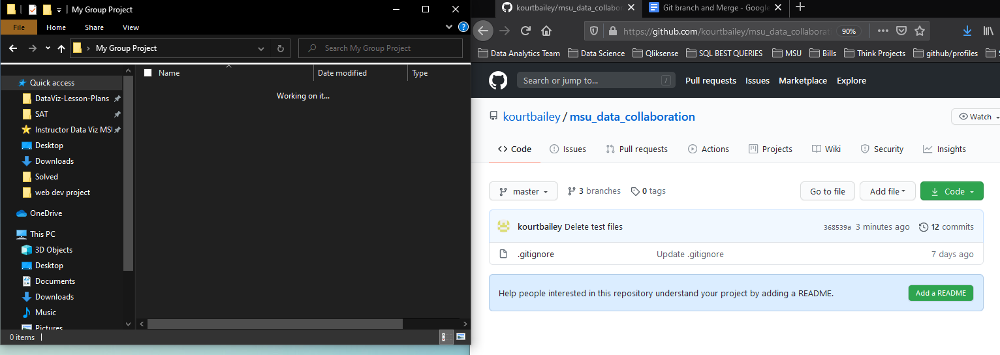 My Group Project
File Home Share View
My Group Project
Search My Group Project
Name Date modified Type
Working on it...
Quick access
DataViz-Lesson-Plans
SAT
Instructor Data Viz MSU
Desktop
Downloads
Solved
web dev project
OneDrive
This PC
3D Objects
Desktop
Documents
Downloads
Music
Pictures
0 items
kourtbailey/msu_data_collabor
Git branch and Merge - Google
https://github.com/kourtbailey/msu_data_collaborat 90%
Data Analytics Team Data Science Qliksense SQL BEST QUERIES MSU Bills Think Projects github/profiles
Search or jump to... / Pull requests Issues Marketplace Explore
kourtbailey / msu_data_collaboration
Watch
Code Issues Pull requests Actions Projects Wiki Security Insights
master 3 branches 0 tags Go to file Add file Code
kourtbailey Delete test files 368539a 3 minutes ago 12 commits
.gitignore Update .gitignore 7 days ago
Help people interested in this repository understand your project by adding a README. Add a README